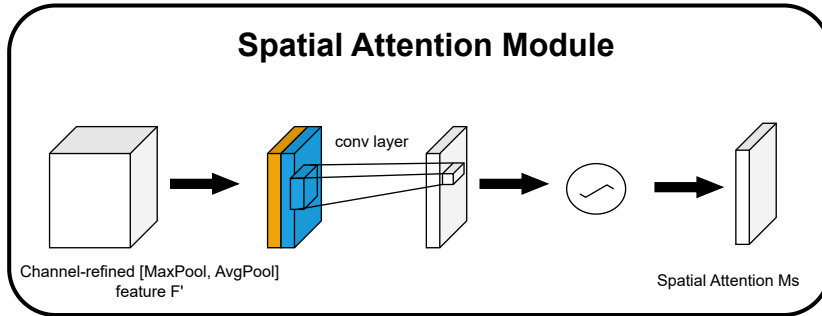 Spatial Attention Module
conv layer
Channel-refined [MaxPool, AvgPool]
feature F'
Spatial Attention Ms